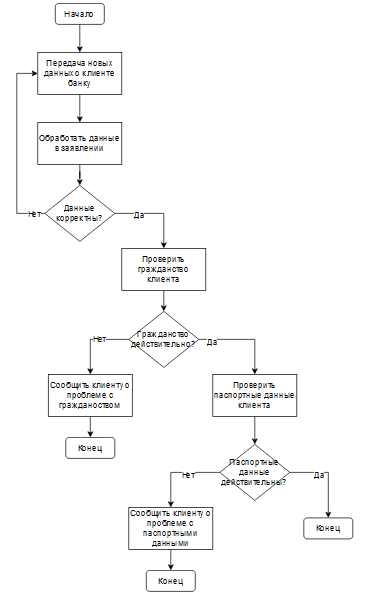 Начало
Передача новых
данных о клиенте
банку
Обработать данные
в заявлении
Данные
корректны?
Нет
Да
Проверить
гражданство
клиента
Гражданство
действительно?
Нет
Да
Сообщить клиенту о
проблеме с
гражданоством
Проверить
паспортные данные
клиента
Конец
Паспортные
данные
действительны?
Нет
Да
Сообщить клиенту о
проблеме с
паспортными
данными
Конец
Конец